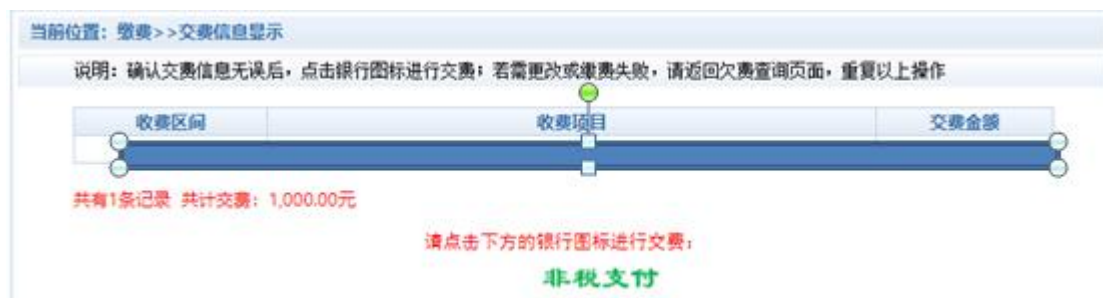 当前位置：缴费>>交费信息显示
说明：确认交费信息无误后，点击银行图标进行交费；若需更改或缴费失败，请返回欠费查询页面，重复以上操作
收费区间 收费项目 交费金额
共有1条记录 共计交费：1,000.00元
请点击下方的银行图标进行交费：
非税支付